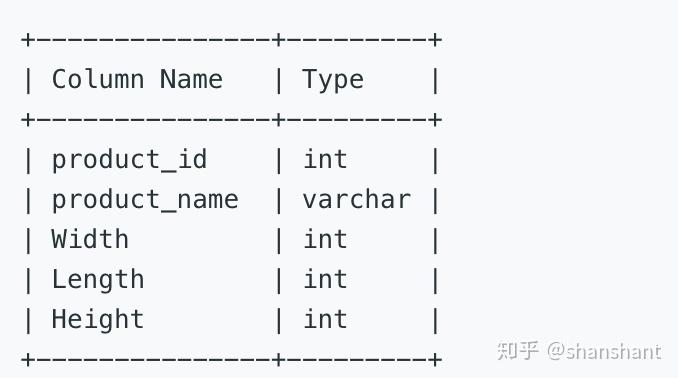 +---------------+---------+
| Column Name   | Type    |
+---------------+---------+
| product_id    | int     |
| product_name  | varchar |
| Width         | int     |
| Length        | int     |
| Height        | int     |
+---------------+---------+
知乎 @shanshant